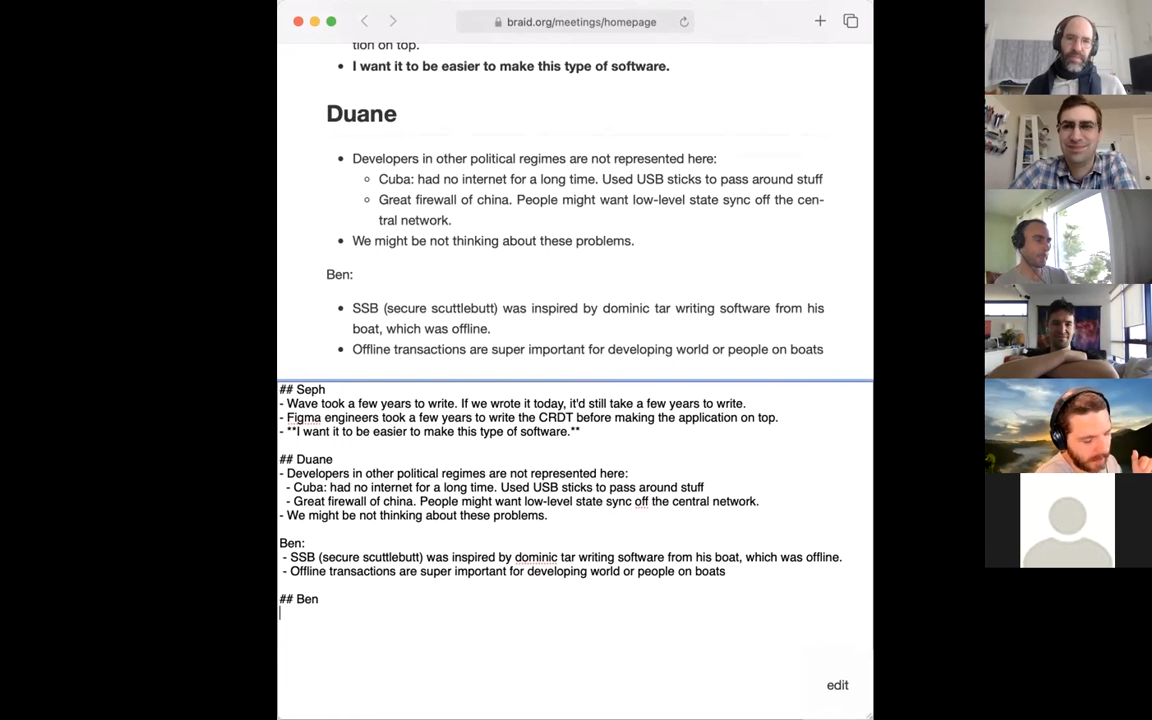 braid.org/meetings/homepage
tion on top.
• I want it to be easier to make this type of software.
Duane
• Developers in other political regimes are not represented here:
◦ Cuba: had no internet for a long time. Used USB sticks to pass around stuff
◦ Great firewall of china. People might want low-level state sync off the cen-
tral network.
• We might be not thinking about these problems.
Ben:
• SSB (secure scuttlebutt) was inspired by dominic tar writing software from his
boat, which was offline.
• Offline transactions are super important for developing world or people on boats
## Seph
- Wave took a few years to write. If we wrote it today, it'd still take a few years to write.
- Figma engineers took a few years to write the CRDT before making the application on top.
- **I want it to be easier to make this type of software.**
## Duane
- Developers in other political regimes are not represented here:
- Cuba: had no internet for a long time. Used USB sticks to pass around stuff
- Great firewall of china. People might want low-level state sync off the central network.
- We might be not thinking about these problems.
Ben:
- SSB (secure scuttlebutt) was inspired by dominic tar writing software from his boat, which was offline.
- Offline transactions are super important for developing world or people on boats
## Ben
edit